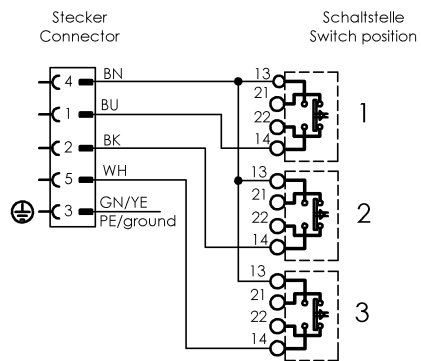 Stecker
Connector
Schaltstelle
Switch position
4 BN
1 BU
2 BK
5 WH
3 GN/YE
PE/ground
13
21
22
14
1
13
21
22
14
2
13
21
22
14
3